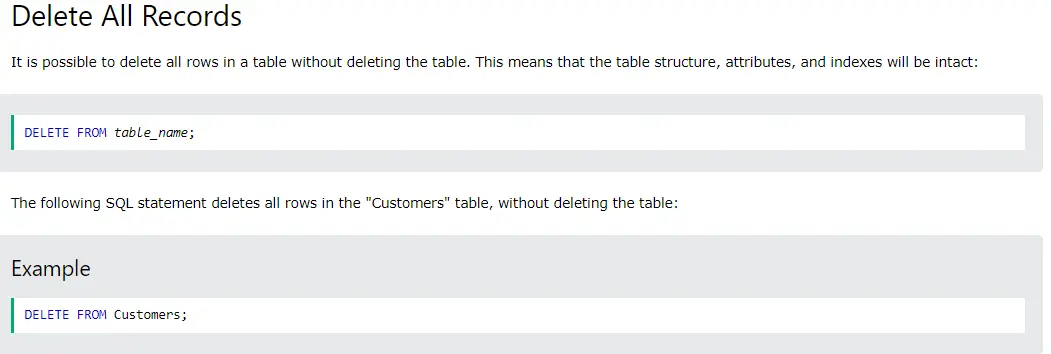 Delete All Records
It is possible to delete all rows in a table without deleting the table. This means that the table structure, attributes, and indexes will be intact:
DELETE FROM table_name;
The following SQL statement deletes all rows in the "Customers" table, without deleting the table:
Example
DELETE FROM Customers;